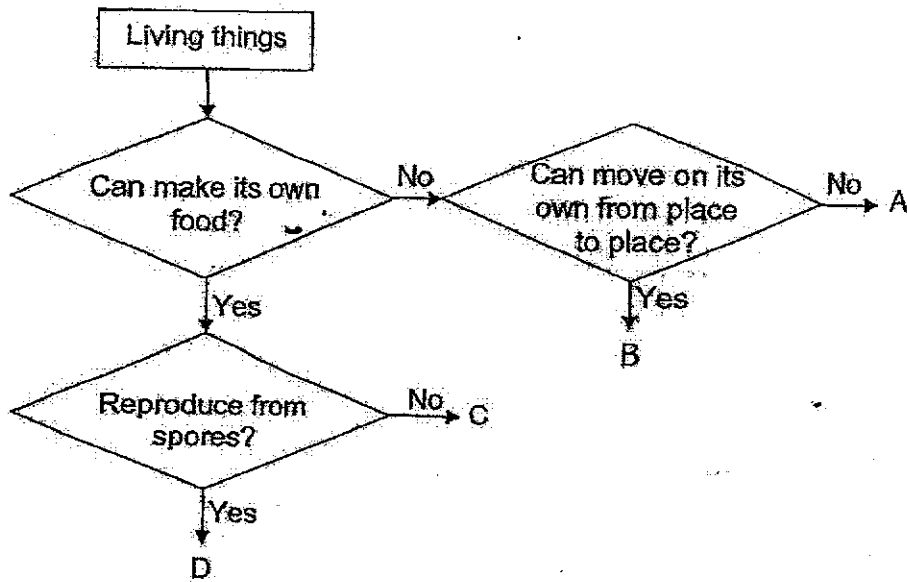 Living things
Can make its own
food?
No
Can move on its
own from place
to place?
No
A
Yes
Yes
B
Reproduce from
spores?
No
C
Yes
D